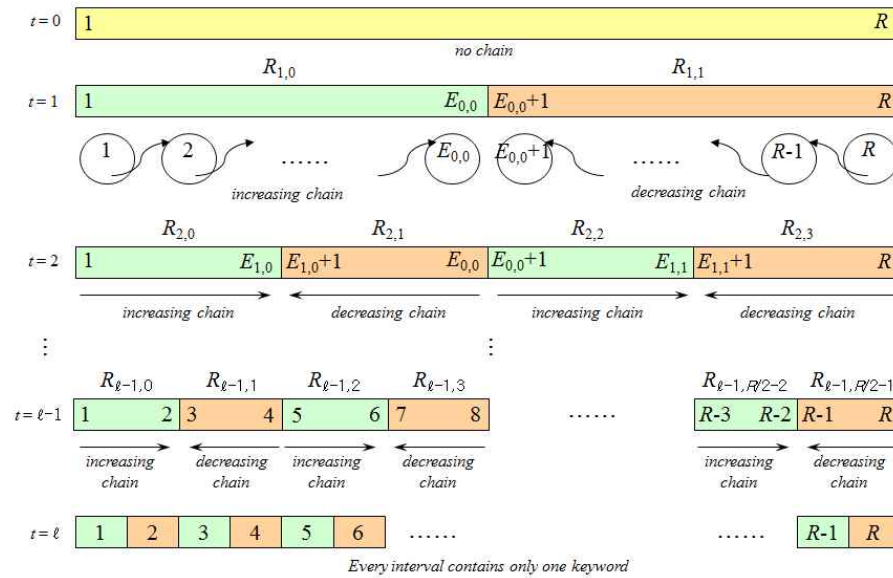 t = 0 1 R
no chain
R1,0 R1,1
t = 1 1 E0,0 E0,0+1 R
1 2 …… E0,0 E0,0+1 …… R-1 R
increasing chain decreasing chain
R2,0 R2,1 R2,2 R2,3
t = 2 1 E1,0 E1,0+1 E0,0 E0,0+1 E1,1 E1,1+1 R
increasing chain decreasing chain increasing chain decreasing chain
⋮ ⋮
Rℓ−1,0 Rℓ−1,1 Rℓ−1,2 Rℓ−1,3 Rℓ−1,R/2−2 Rℓ−1,R/2−1
t = ℓ−1 1 2 3 4 5 6 7 8 …… R-3 R-2 R-1 R
increasing decreasing increasing decreasing increasing decreasing
chain chain chain chain chain chain
t = ℓ 1 2 3 4 5 6 …… …… R-1 R
Every interval contains only one keyword